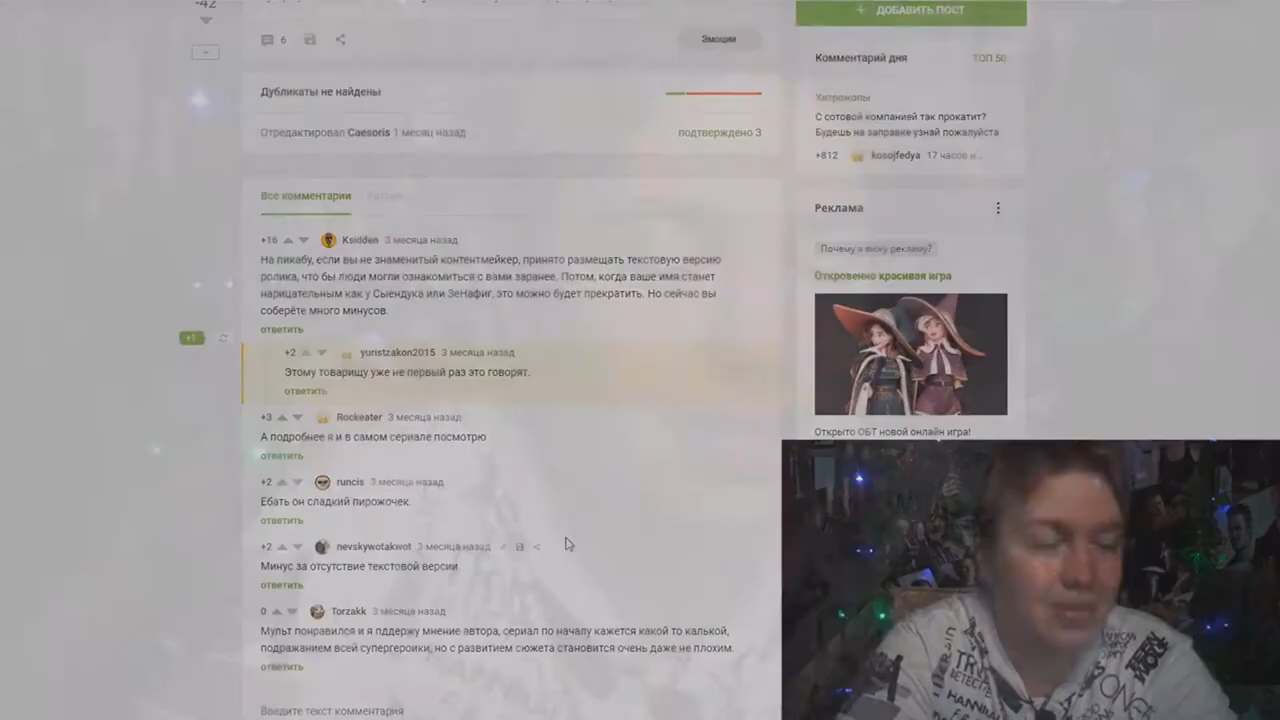 -42
6
Эмоции
Дубликаты не найдены
Отредактировал Caesoris 1 месяц назад
подтверждено 3
Все комментарии
+16 Ksidden 3 месяца назад
На пикабу, если вы не знаменитый контентмейкер, принято размещать текстовую версию
ролика, что бы люди могли ознакомиться с вами заранее. Потом, когда ваше имя станет
нарицательным как у Сыендука или ЗеНафиг, это можно будет прекратить. Но сейчас вы
соберёте много минусов.
ответить
+1
+2 yuristzakon2015 3 месяца назад
Этому товарищу уже не первый раз это говорят.
ответить
+3 Rockeater 3 месяца назад
А подробнее я и в самом сериале посмотрю
ответить
+2 runcis 3 месяца назад
Ебать он сладкий пирожочек.
ответить
+2 nevskywotakwot 3 месяца назад
Минус за отсутствие текстовой версии.
ответить
0 Torzakk 3 месяца назад
Мульт понравился и я пддержу мнение автора, сериал по началу кажется какой то калькой,
подражанием всей супергероики, но с развитием сюжета становится очень даже не плохим.
ответить
Введите текст комментария
+ ДОБАВИТЬ ПОСТ
Комментарий дня
ТОП 50
Хитрожопы
С сотовой компанией так прокатит?
Будешь на заправке узнай пожалуйста
+812 kosojfedya 17 часов н...
Реклама
Почему я вижу рекламу?
Откровенно красивая игра
Открыто ОБТ новой онлайн игра!
TEEN
WOLF
DETECTIVE
HANNIBAL
ONCE